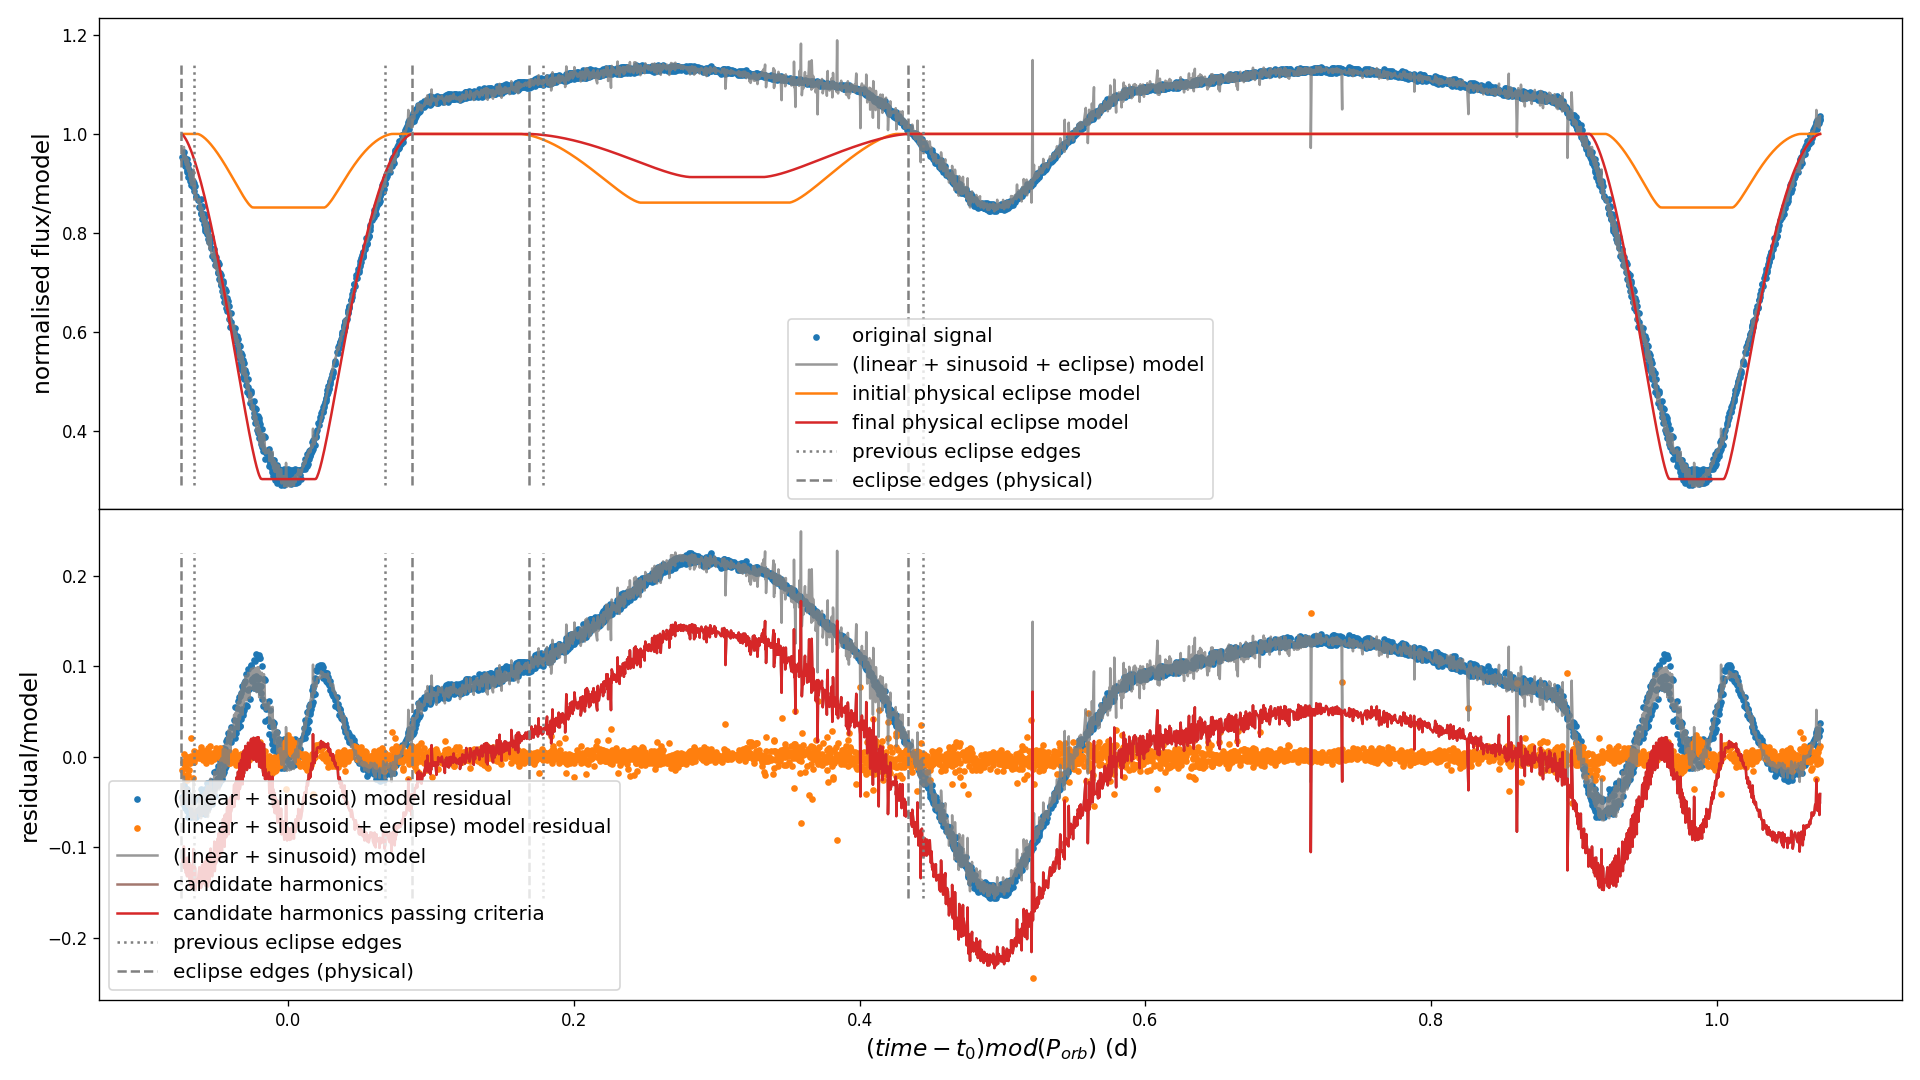 normalised flux/model
1.2
1.0
0.8
0.6
0.4
original signal
(linear + sinusoid + eclipse) model
initial physical eclipse model
final physical eclipse model
previous eclipse edges
eclipse edges (physical)
residual/model
0.2
0.1
0.0
−0.1
−0.2
(linear + sinusoid) model residual
(linear + sinusoid + eclipse) model residual
(linear + sinusoid) model
candidate harmonics
candidate harmonics passing criteria
previous eclipse edges
eclipse edges (physical)
0.0 0.2 0.4 0.6 0.8 1.0
(time − t₀)mod(P_orb) (d)